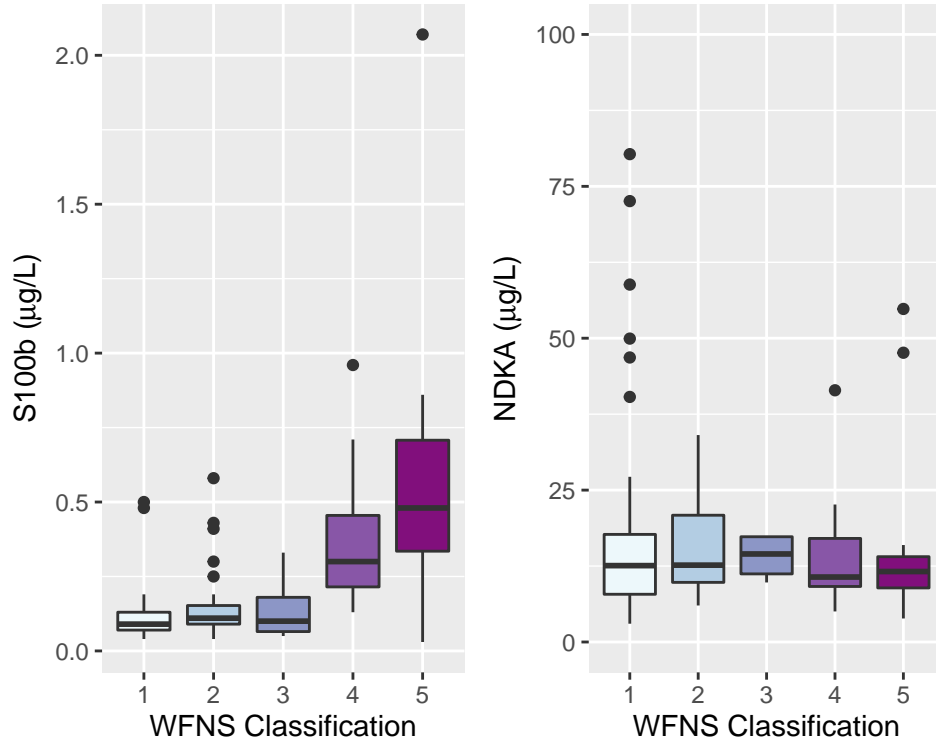 S100b (μg/L)
2.0
1.5
1.0
0.5
0.0
1 2 3 4 5
WFNS Classification
NDKA (μg/L)
100
75
50
25
0
1 2 3 4 5
WFNS Classification